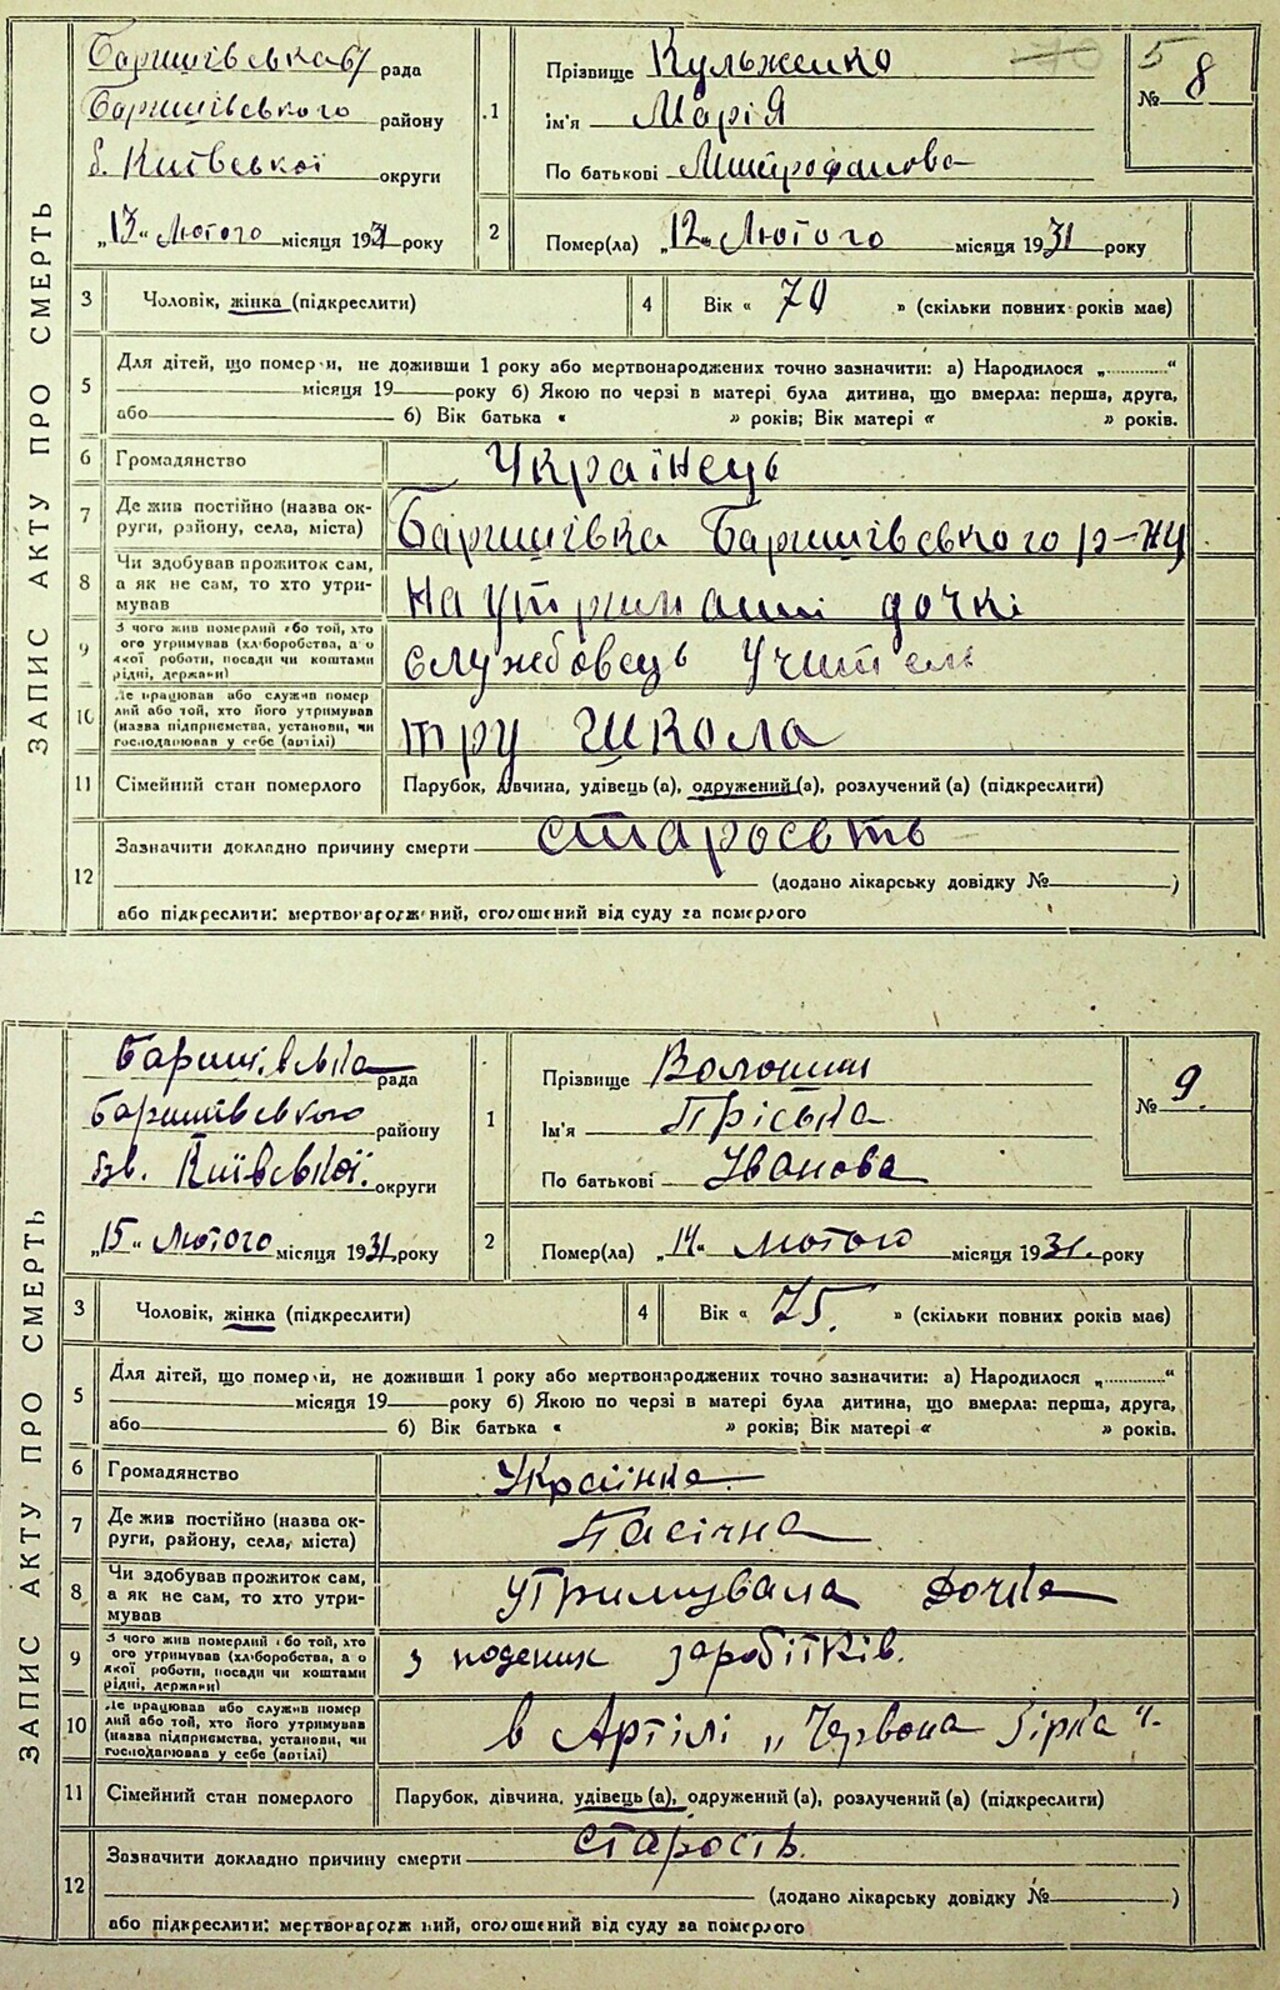 ЗАПИС АКТУ ПРО СМЕРТЬ
Баришівська рада
Баришівського району
б. Київської округи
„13“ Лютого місяця 1931 року
1
Прізвище Кульженко
ім'я Марія
По батькові Митрофанова
5
№ 8
2
Помер(ла) „12“ Лютого місяця 1931 року
3
Чоловік, жінка (підкреслити)
4
Вік « 70 » (скільки повних років має)
5
Для дітей, що померли, не доживши 1 року або мертвонароджених точно зазначити: а) Народилося „............“
місяця 19 року б) Якою по черзі в матері була дитина, що вмерла: перша, друга,
або б) Вік батька « » років; Вік матері « » років.
6
Громадянство
Українець
7
Де жив постійно (назва ок-
руги, району, села, міста)
Баришівка Баришівського р-ну
8
Чи здобував прожиток сам,
а як не сам, то хто утри-
мував
на утриманні дочкі
9
З чого жив померлий або той, хто
його утримував (хліборобства, а о
якої роботи, посади чи коштами
рідні, держави)
службовець учитель
10
Де працював або служив помер
лий або той, хто його утримував
(назва підприємства, установи, чи
господарював у себе (артілі)
тру школа
11
Сімейний стан померлого
Парубок, дівчина, удівець (а), одружений (а), розлучений (а) (підкреслити)
12
Зазначити докладно причину смерти старость
(додано лікарську довідку № )
або підкреслити: мертвонароджений, оголошений від суду за померлого
ЗАПИС АКТУ ПРО СМЕРТЬ
Баришівська рада
Баришівського району
був. Київської округи
„15“ Лютого місяця 1931 року
1
Прізвище Волошин
Ім'я Пріська
По батькові Іванова
№ 9.
2
Помер(ла) „14“ лютого місяця 1931. року
3
Чоловік, жінка (підкреслити)
4
Вік « 75. » (скільки повних років має)
5
Для дітей, що померли, не доживши 1 року або мертвонароджених точно зазначити: а) Народилося „............“
місяця 19 року б) Якою по черзі в матері була дитина, що вмерла: перша, друга,
або б) Вік батька « » років; Вік матері « » років.
6
Громадянство
Українка
7
Де жив постійно (назва ок-
руги, району, села, міста)
Пасічна
8
Чи здобував прожиток сам,
а як не сам, то хто утри-
мував
Утримувала Дочка
9
З чого жив померлий або той, хто
його утримував (хліборобства, а о
якої роботи, посади чи коштами
рідні, держави)
з подених заробітків.
10
Де працював або служив помер
лий або той, хто його утримував
(назва підприємства, установи, чи
господарював у себе (артілі)
в Артілі „Червона Зірка“.
11
Сімейний стан померлого
Парубок, дівчина, удівець (а), одружений (а), розлучений (а) (підкреслити)
12
Зазначити докладно причину смерти старость.
(додано лікарську довідку № )
або підкреслити: мертвонароджений, оголошений від суду за померлого